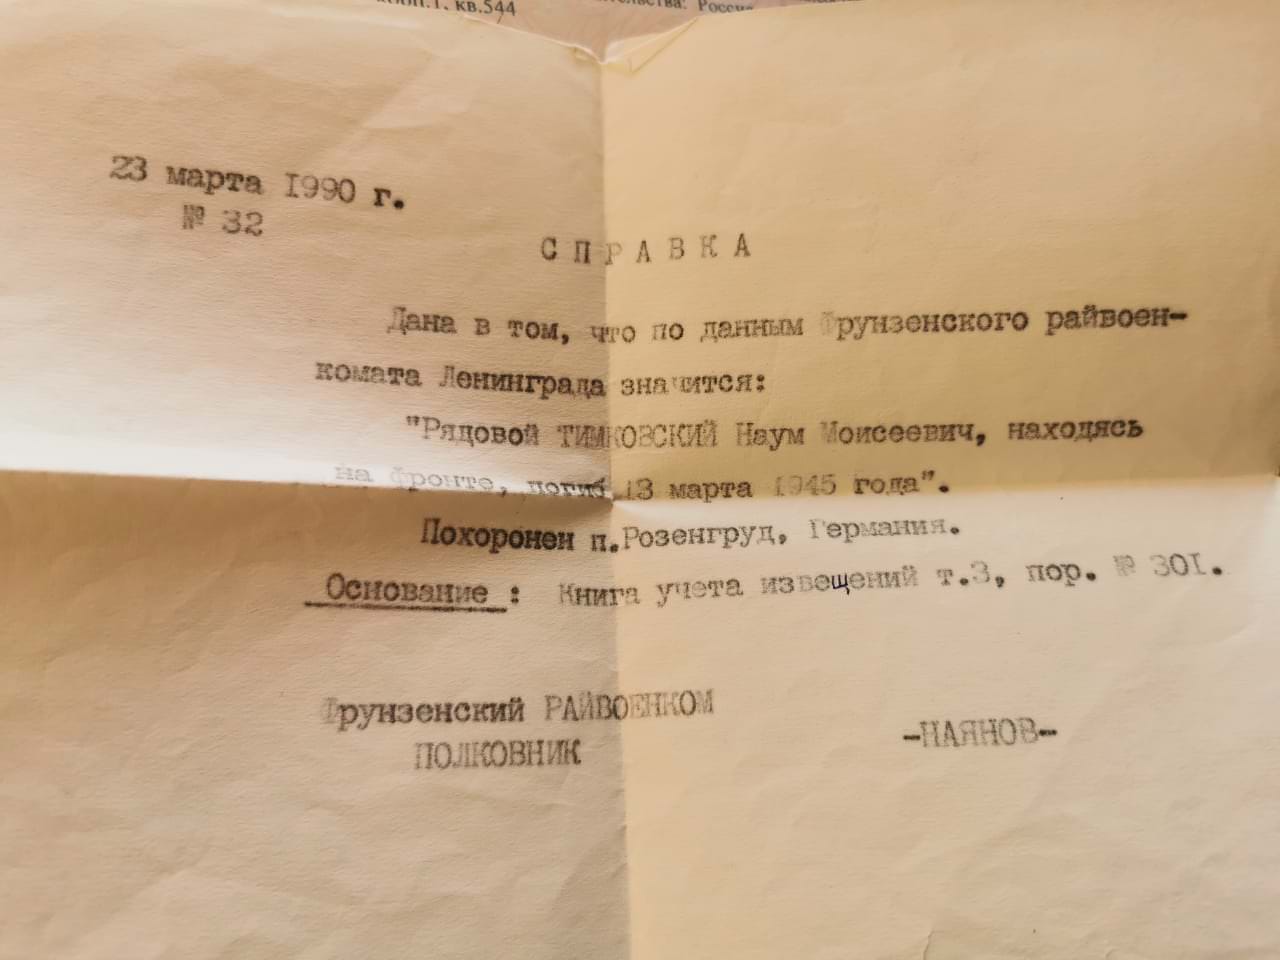 кв.544
23 марта 1990 г.
№ 32
СПРАВКА
Дана в том, что по данным Фрунзенского райвоен-
комата Ленинграда значится:
"Рядовой ТИМКОВСКИЙ Наум Моисеевич, находясь
на фронте, погиб 13 марта 1945 года".
Похоронен п.Розенгруд, Германия.
Основание : Книга учета извещений т.3, пор. № 301.
Фрунзенский РАЙВОЕНКОМ
ПОЛКОВНИК
-НАЯНОВ-